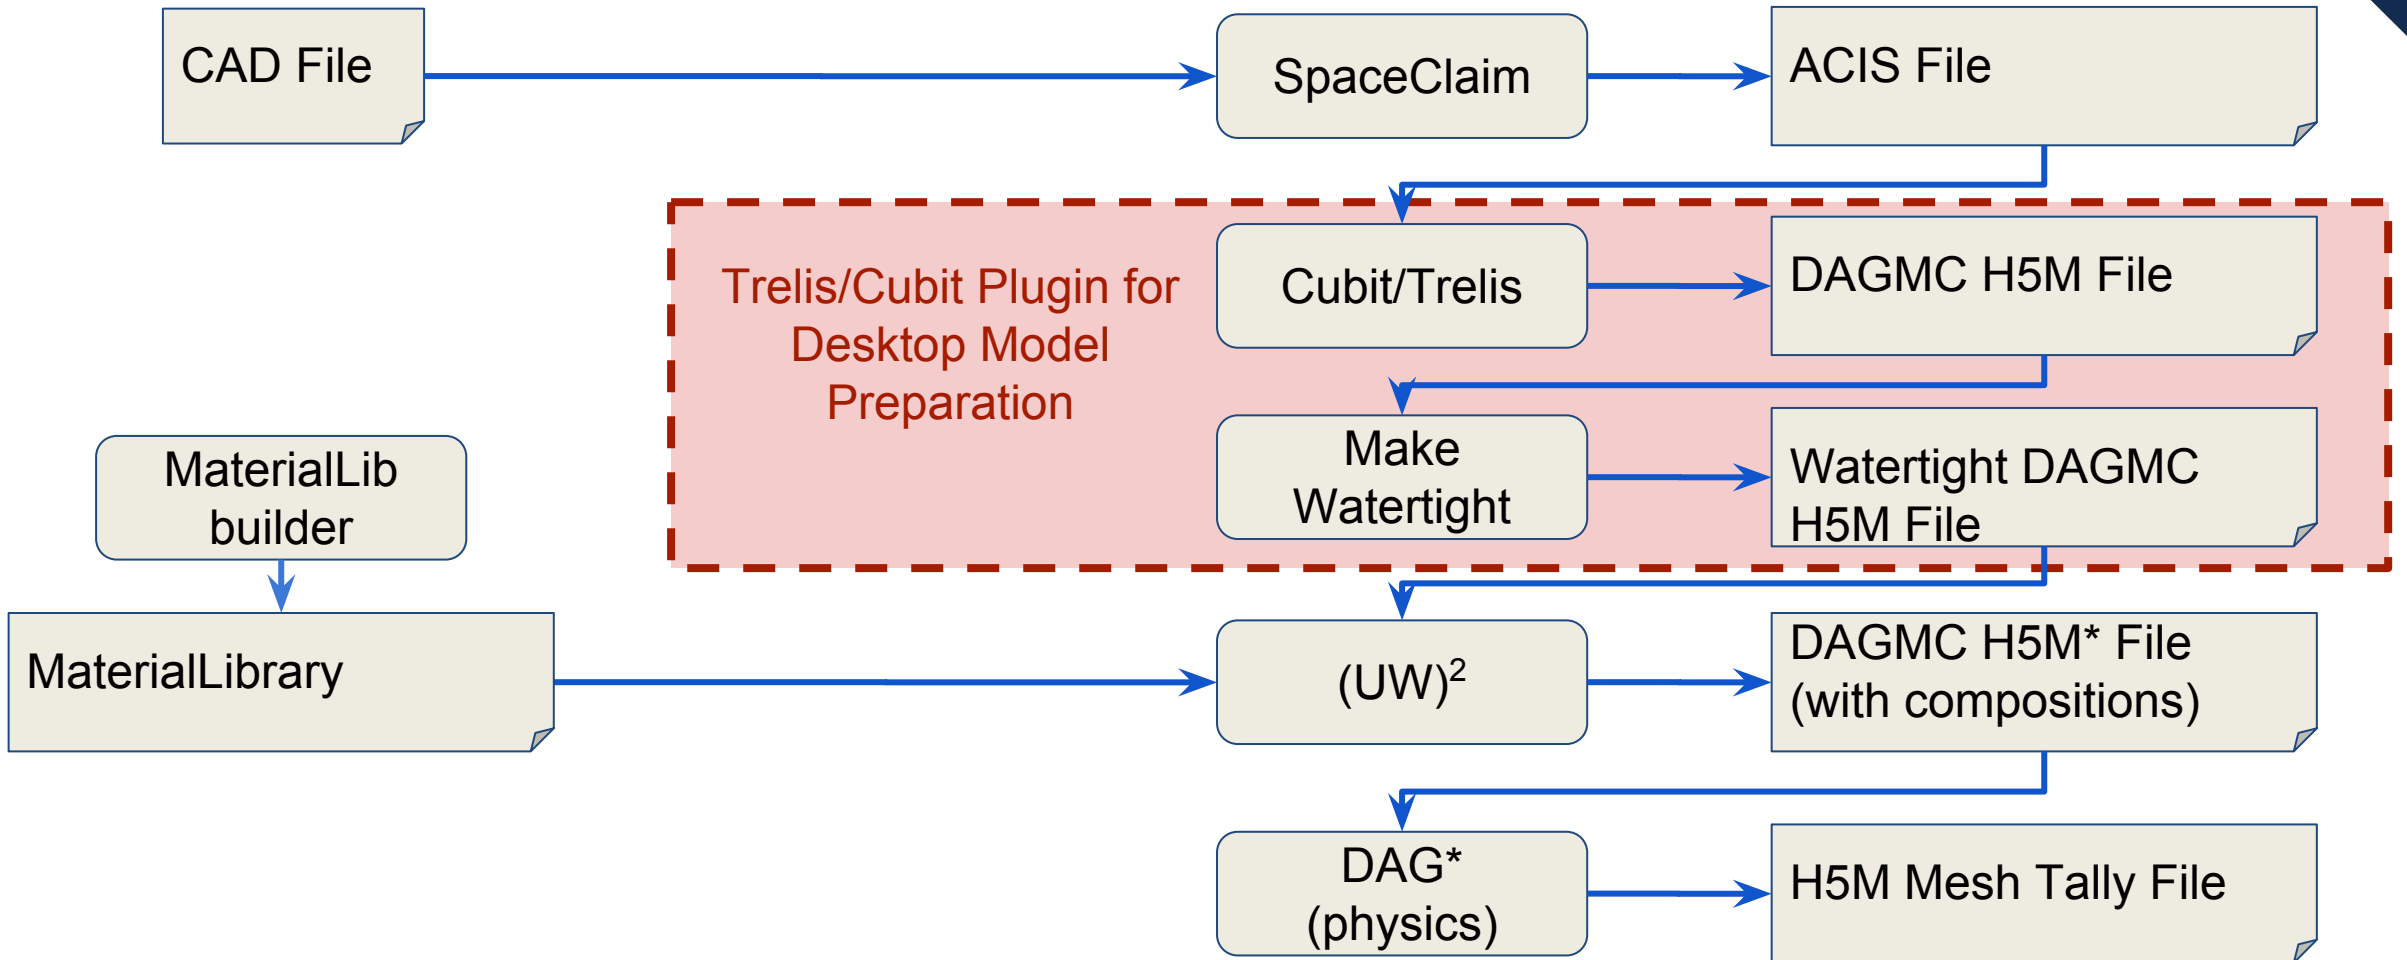 CAD File
SpaceClaim
ACIS File
Trelis/Cubit Plugin for
Desktop Model
Preparation
Cubit/Trelis
DAGMC H5M File
Make
Watertight
Watertight DAGMC
H5M File
MaterialLib
builder
MaterialLibrary
(UW)²
DAGMC H5M* File
(with compositions)
DAG*
(physics)
H5M Mesh Tally File